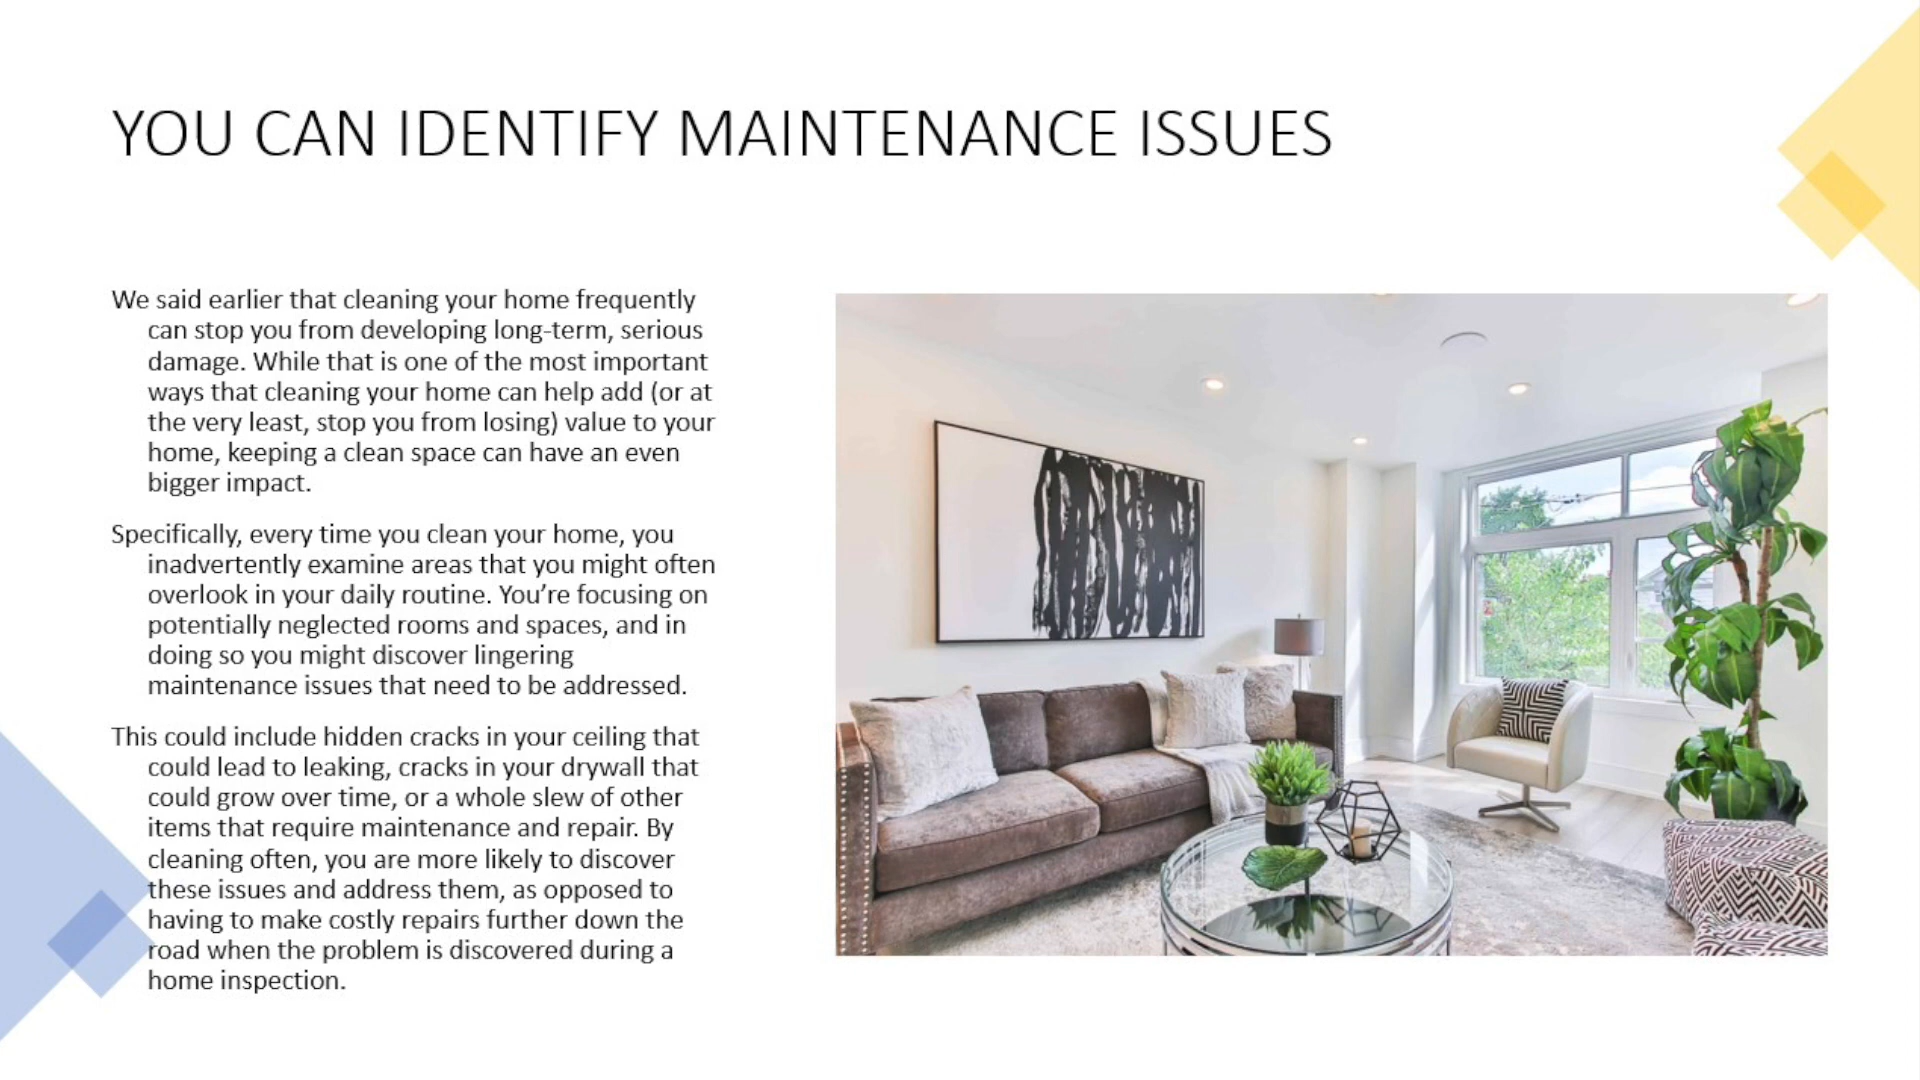 YOU CAN IDENTIFY MAINTENANCE ISSUES
We said earlier that cleaning your home frequently
can stop you from developing long-term, serious
damage. While that is one of the most important
ways that cleaning your home can help add (or at
the very least, stop you from losing) value to your
home, keeping a clean space can have an even
bigger impact.
Specifically, every time you clean your home, you
inadvertently examine areas that you might often
overlook in your daily routine. You’re focusing on
potentially neglected rooms and spaces, and in
doing so you might discover lingering
maintenance issues that need to be addressed.
This could include hidden cracks in your ceiling that
could lead to leaking, cracks in your drywall that
could grow over time, or a whole slew of other
items that require maintenance and repair. By
cleaning often, you are more likely to discover
these issues and address them, as opposed to
having to make costly repairs further down the
road when the problem is discovered during a
home inspection.